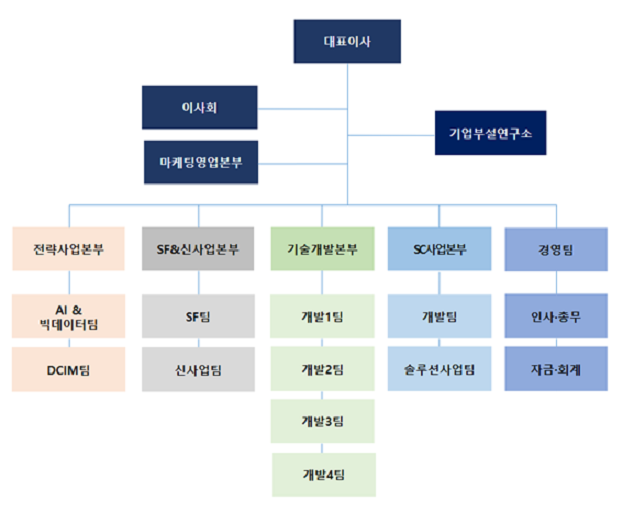 대표이사
이사회
기업부설연구소
마케팅영업본부
전략사업본부
SF&신사업본부
기술개발본부
SC사업본부
경영팀
AI &
빅데이터팀
SF팀
개발1팀
개발팀
인사·총무
DCIM팀
신사업팀
개발2팀
솔루션사업팀
자금·회계
개발3팀
개발4팀